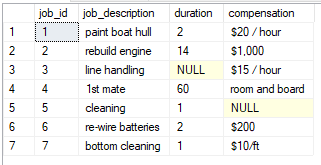 job_id job_description duration compensation
1 1 paint boat hull 2 $20 / hour
2 2 rebuild engine 14 $1,000
3 3 line handling NULL $15 / hour
4 4 1st mate 60 room and board
5 5 cleaning 1 NULL
6 6 re-wire batteries 2 $200
7 7 bottom cleaning 1 $10/ft